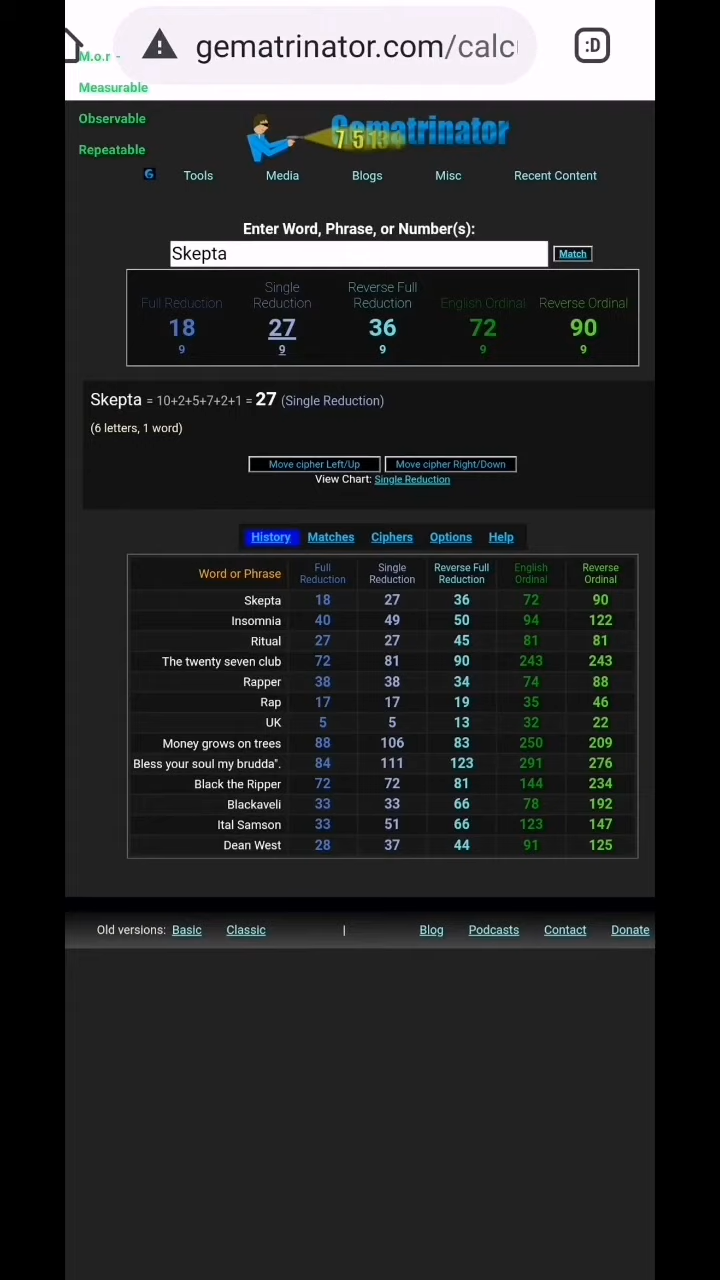 gematrinator.com/calc
:D
M.o.r -
Measurable
Observable
Repeatable
Gematrinator
G Tools Media Blogs Misc Recent Content
Enter Word, Phrase, or Number(s):
Skepta Match
Full Reduction Single Reduction Reverse Full Reduction English Ordinal Reverse Ordinal
18 27 36 72 90
9 9 9 9 9
Skepta = 10+2+5+7+2+1 = 27 (Single Reduction)
(6 letters, 1 word)
Move cipher Left/Up Move cipher Right/Down
View Chart: Single Reduction
History Matches Ciphers Options Help
Word or Phrase Full Reduction Single Reduction Reverse Full Reduction English Ordinal Reverse Ordinal
Skepta 18 27 36 72 90
Insomnia 40 49 50 94 122
Ritual 27 27 45 81 81
The twenty seven club 72 81 90 243 243
Rapper 38 38 34 74 88
Rap 17 17 19 35 46
UK 5 5 13 32 22
Money grows on trees 88 106 83 250 209
Bless your soul my brudda". 84 111 123 291 276
Black the Ripper 72 72 81 144 234
Blackaveli 33 33 66 78 192
Ital Samson 33 51 66 123 147
Dean West 28 37 44 91 125
Old versions: Basic Classic | Blog Podcasts Contact Donate